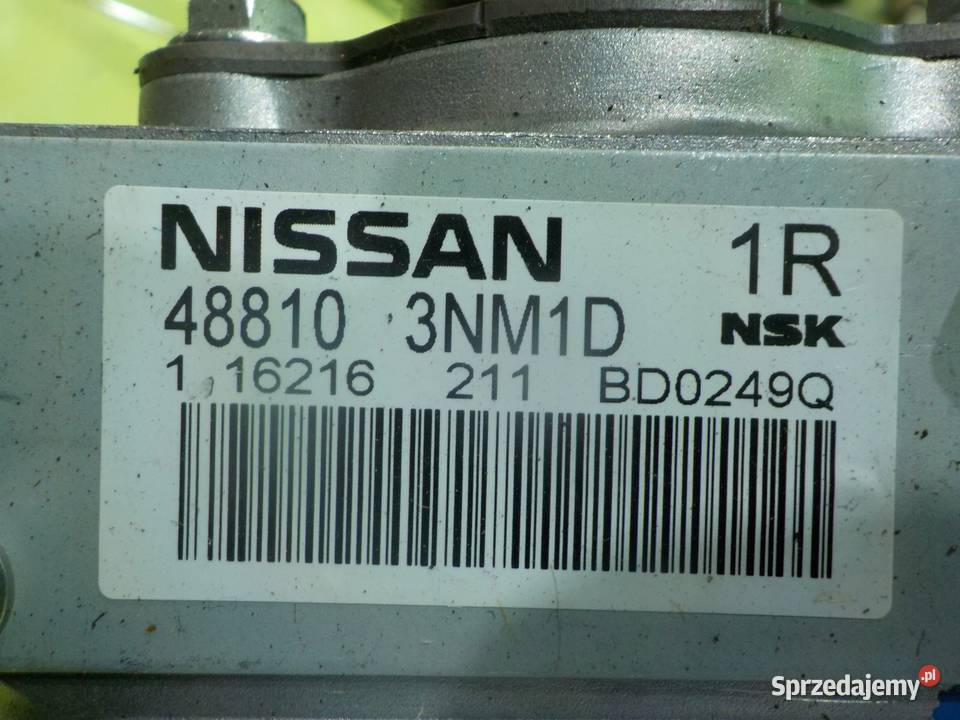 NISSAN 1R
48810 3NM1D NSK
1 16216 211 BD0249Q
Sprzedajemy.pl